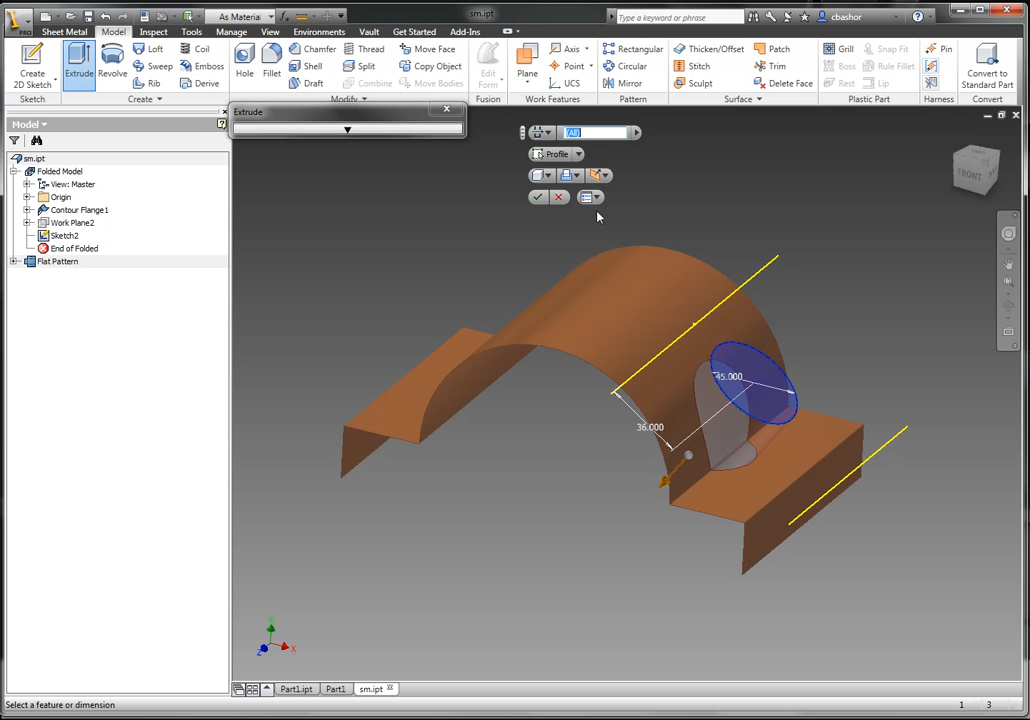 PRO
As Material
sm.ipt
Type a keyword or phrase
cbashor
Sheet Metal Model Inspect Tools Manage View Environments Vault Get Started Add-Ins
Create 2D Sketch
Extrude
Revolve
Loft
Sweep
Rib
Coil
Emboss
Derive
Hole
Fillet
Chamfer
Shell
Draft
Thread
Split
Combine
Move Face
Copy Object
Move Bodies
Edit Form
Plane
Axis
Point
UCS
Rectangular
Circular
Mirror
Thicken/Offset
Stitch
Sculpt
Patch
Trim
Delete Face
Grill
Boss
Rest
Snap Fit
Rule Fillet
Lip
Pin
Convert to Standard Part
Sketch Create Modify Fusion Work Features Pattern Surface Plastic Part Harness Convert
Model
Extrude
(All)
Profile
sm.ipt
Folded Model
View: Master
Origin
Contour Flange1
Work Plane2
Sketch2
End of Folded
Flat Pattern
FRONT
45.000
36.000
Y
X
Z
Part1.ipt Part1 sm.ipt
Select a feature or dimension
1 3